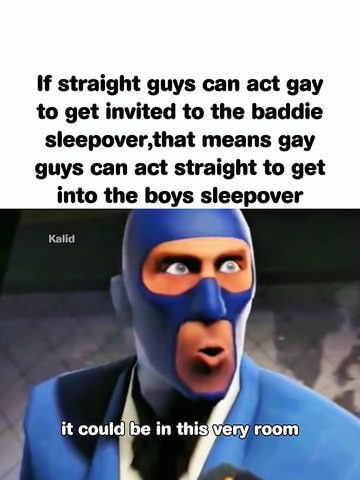 If straight guys can act gay
to get invited to the baddie
sleepover,that means gay
guys can act straight to get
into the boys sleepover
Kalid
it could be in this very room